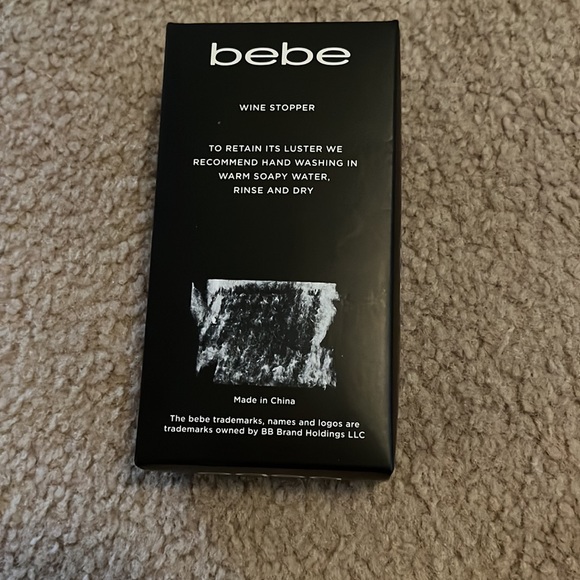 bebe
WINE STOPPER
TO RETAIN ITS LUSTER WE
RECOMMEND HAND WASHING IN
WARM SOAPY WATER,
RINSE AND DRY
Made in China
The bebe trademarks, names and logos are
trademarks owned by BB Brand Holdings LLC